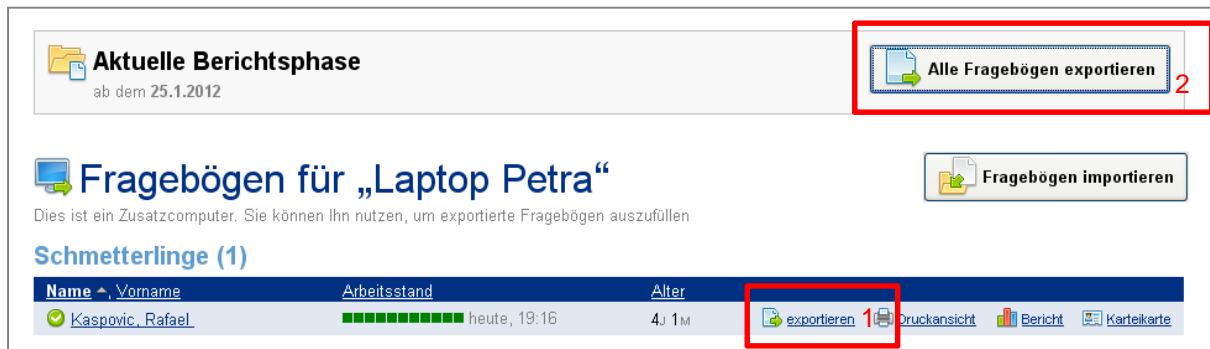 Aktuelle Berichtsphase
ab dem 25.1.2012
Alle Fragebögen exportieren
2
Fragebögen für „Laptop Petra“
Fragebögen importieren
Dies ist ein Zusatzcomputer. Sie können Ihn nutzen, um exportierte Fragebögen auszufüllen
Schmetterlinge (1)
Name, Vorname Arbeitsstand Alter
Kaspovic, Rafael heute, 19:16 4J 1M exportieren 1 Druckansicht Bericht Karteikarte